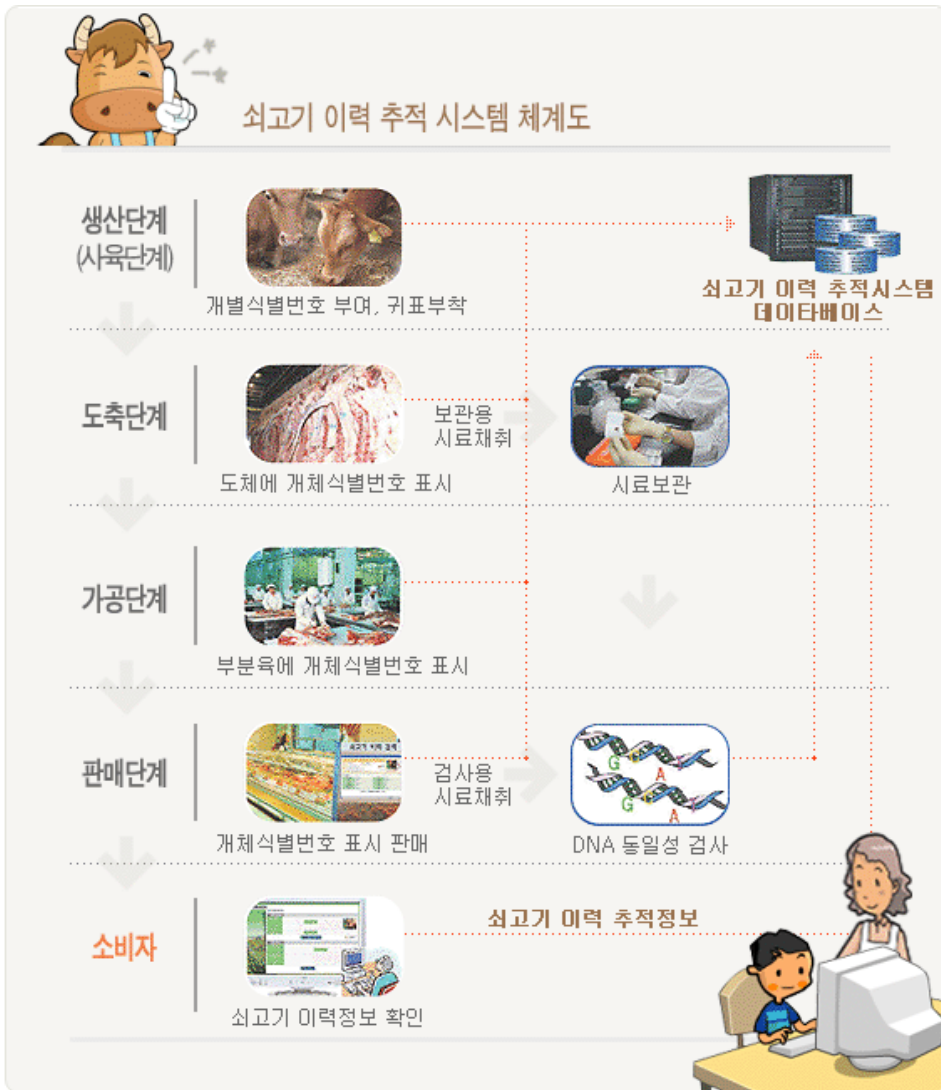 쇠고기 이력 추적 시스템 체계도
생산단계
(사육단계)
개별식별번호 부여, 귀표부착
쇠고기 이력 추적시스템
데이타베이스
도축단계
보관용
시료채취
도체에 개체식별번호 표시
시료보관
가공단계
부분육에 개체식별번호 표시
판매단계
쇠고기 이력 검색
검사용
시료채취
G
A
G
A
개체식별번호 표시 판매
DNA 동일성 검사
소비자
쇠고기 이력 추적정보
쇠고기 이력정보 확인